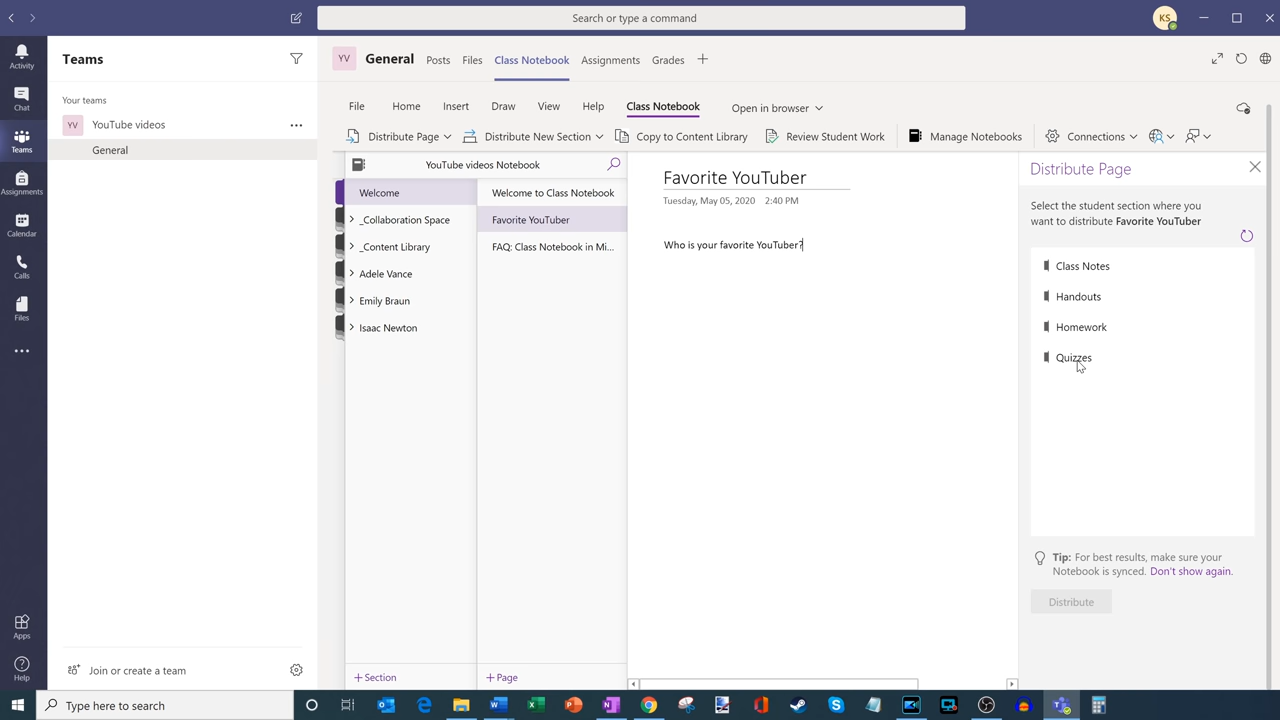 Search or type a command
KS
Activity
Chat
Teams
Assignments
Calendar
Calls
Files
Apps
Help
Teams
Your teams
YV YouTube videos
General
Join or create a team
YV General Posts Files Class Notebook Assignments Grades
File Home Insert Draw View Help Class Notebook Open in browser
Distribute Page Distribute New Section Copy to Content Library Review Student Work Manage Notebooks Connections
YouTube videos Notebook
Welcome
_Collaboration Space
_Content Library
Adele Vance
Emily Braun
Isaac Newton
+ Section
Welcome to Class Notebook
Favorite YouTuber
FAQ: Class Notebook in Mi...
+ Page
Favorite YouTuber
Tuesday, May 05, 2020 2:40 PM
Who is your favorite YouTuber?
Distribute Page
Select the student section where you
want to distribute Favorite YouTuber
Class Notes
Handouts
Homework
Quizzes
Tip: For best results, make sure your
Notebook is synced. Don't show again.
Distribute
Type here to search